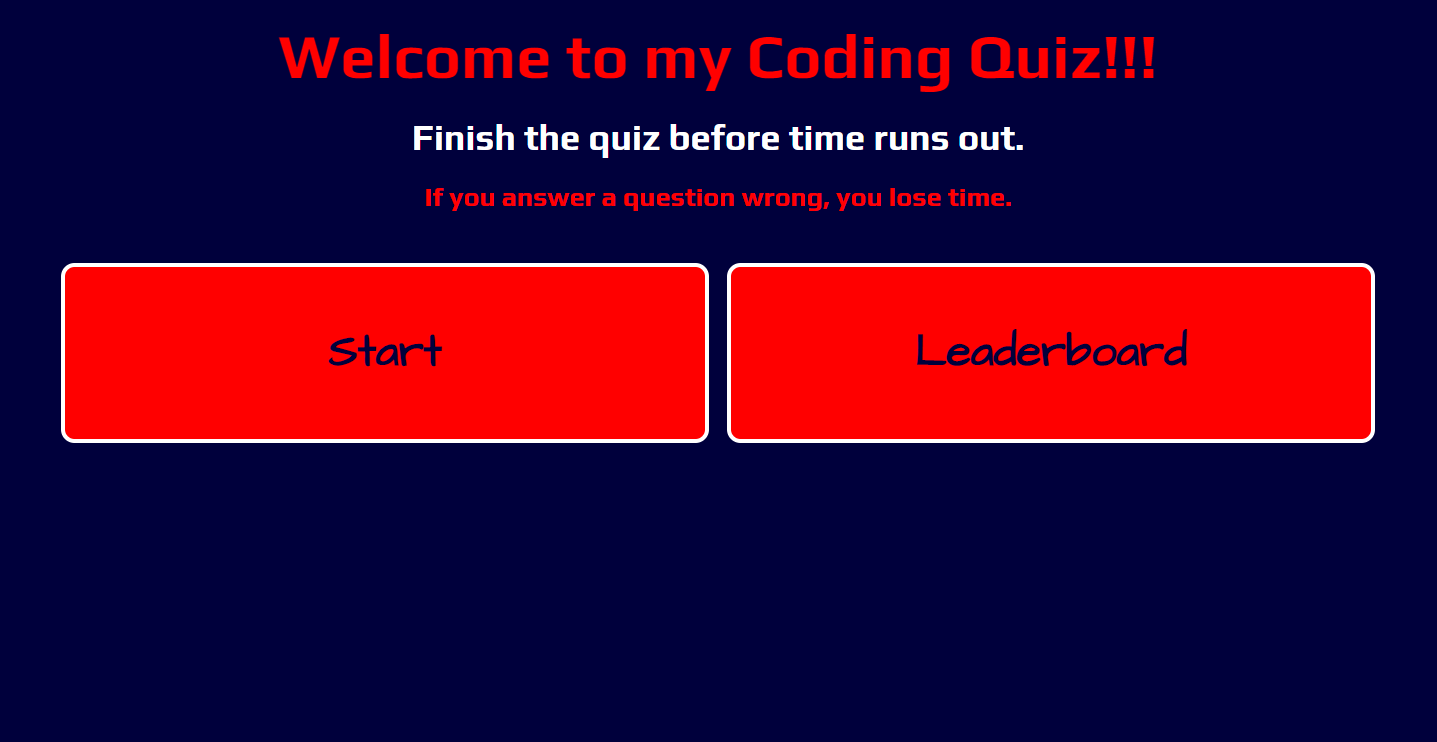 Welcome to my Coding Quiz!!!
Finish the quiz before time runs out.
If you answer a question wrong, you lose time.
Start
Leaderboard